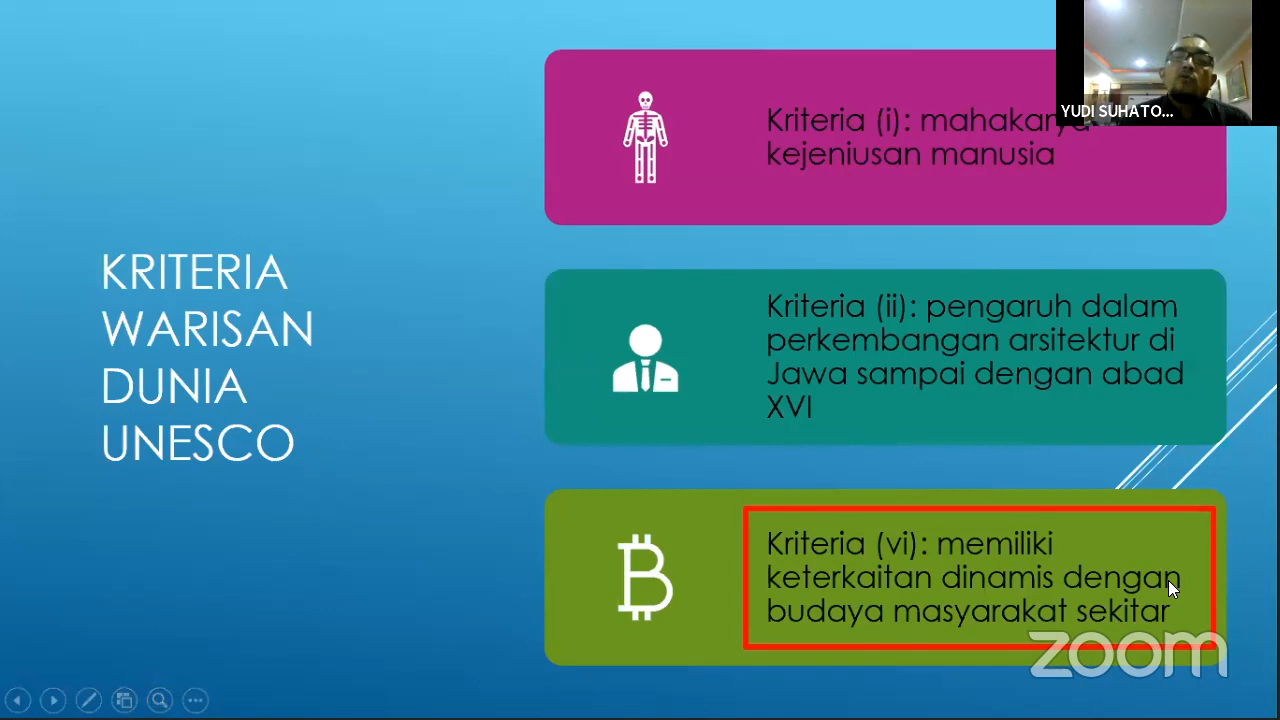 KRITERIA
WARISAN
DUNIA
UNESCO
Kriteria (i): mahakarya
kejeniusan manusia
Kriteria (ii): pengaruh dalam
perkembangan arsitektur di
Jawa sampai dengan abad
XVI
Kriteria (vi): memiliki
keterkaitan dinamis dengan
budaya masyarakat sekitar
YUDI SUHATO...
zoom